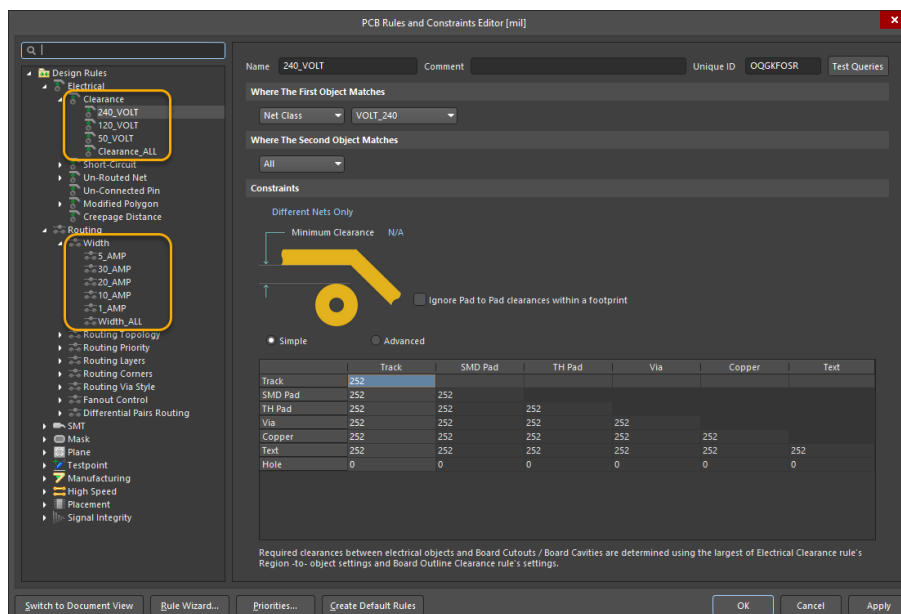 PCB Rules and Constraints Editor [mil]
Design Rules
Electrical
Clearance
240_VOLT
120_VOLT
50_VOLT
Clearance_ALL
Short-Circuit
Un-Routed Net
Un-Connected Pin
Modified Polygon
Creepage Distance
Routing
Width
5_AMP
30_AMP
20_AMP
10_AMP
1_AMP
Width_ALL
Routing Topology
Routing Priority
Routing Layers
Routing Corners
Routing Via Style
Fanout Control
Differential Pairs Routing
SMT
Mask
Plane
Testpoint
Manufacturing
High Speed
Placement
Signal Integrity
Name 240_VOLT Comment Unique ID OQGKFOSR Test Queries
Where The First Object Matches
Net Class VOLT_240
Where The Second Object Matches
All
Constraints
Different Nets Only
Minimum Clearance N/A
Ignore Pad to Pad clearances within a footprint
Simple Advanced
Track SMD Pad TH Pad Via Copper Text
Track 252
SMD Pad 252 252
TH Pad 252 252 252
Via 252 252 252 252
Copper 252 252 252 252 252
Text 252 252 252 252 252 252
Hole 0 0 0 0 0 0
Required clearances between electrical objects and Board Cutouts / Board Cavities are determined using the largest of Electrical Clearance rule's
Region -to- object settings and Board Outline Clearance rule's settings.
Switch to Document View Rule Wizard... Priorities... Create Default Rules OK Cancel Apply